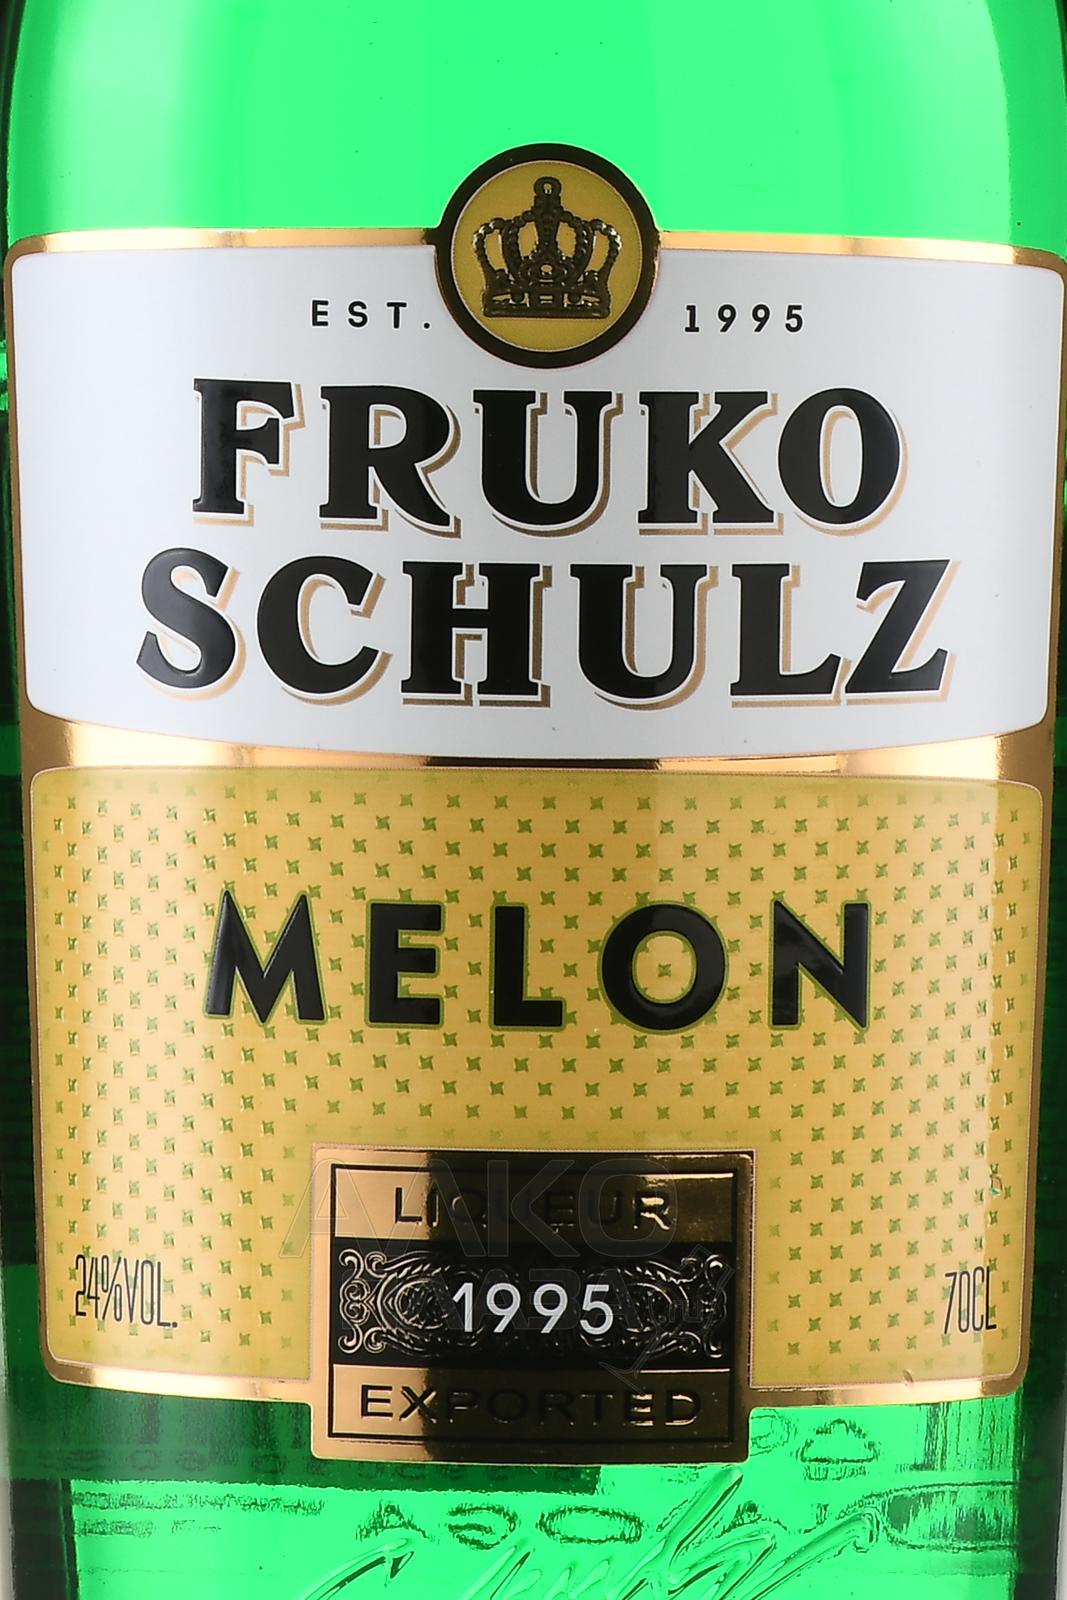 EST. 1995
FRUKO
SCHULZ
MELON
LIQUEUR
24%VOL.
1995
70CL
EXPORTED